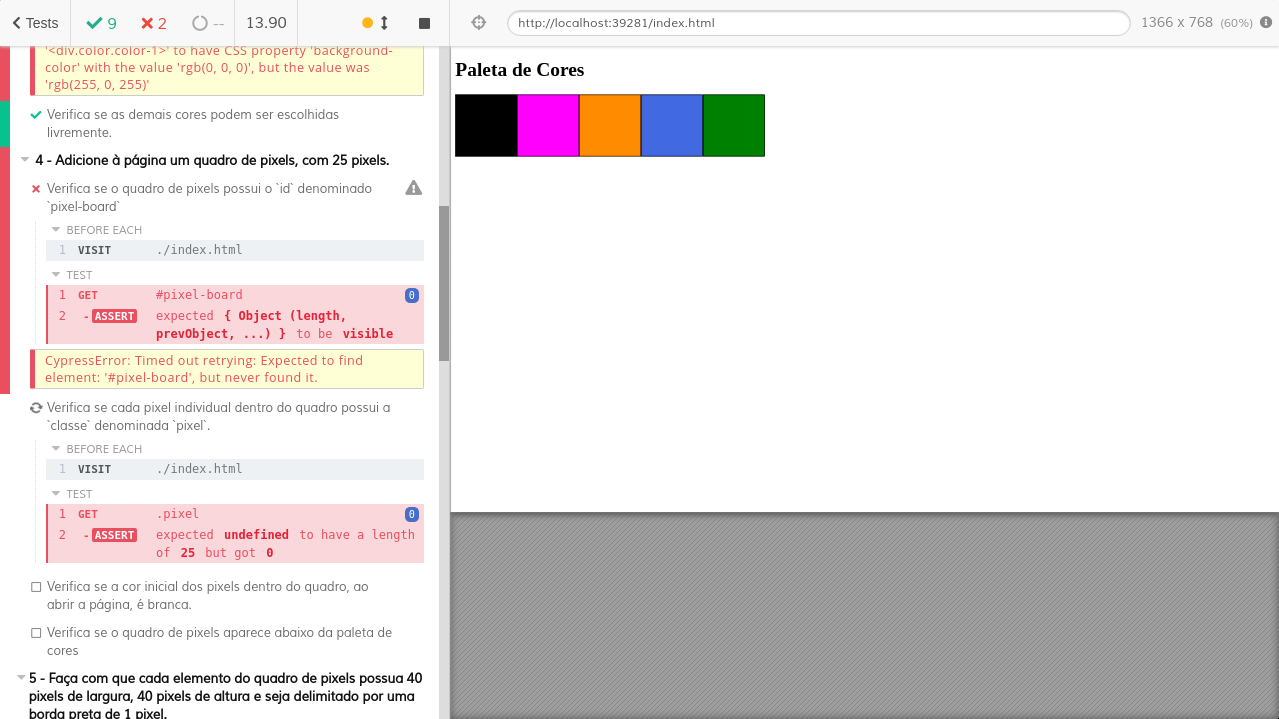 Tests
9
2
--
13.90
http://localhost:39281/index.html
1366 x 768 (60%)
'<div.color.color-1>' to have CSS property 'background-
color' with the value 'rgb(0, 0, 0)', but the value was
'rgb(255, 0, 255)'
Verifica se as demais cores podem ser escolhidas
livremente.
4 - Adicione à página um quadro de pixels, com 25 pixels.
Verifica se o quadro de pixels possui o `id` denominado
`pixel-board`
BEFORE EACH
1 VISIT ./index.html
TEST
1 GET #pixel-board 0
2 - ASSERT expected { Object (length,
prevObject, ...) } to be visible
CypressError: Timed out retrying: Expected to find
element: '#pixel-board', but never found it.
Verifica se cada pixel individual dentro do quadro possui a
`classe` denominada `pixel`.
BEFORE EACH
1 VISIT ./index.html
TEST
1 GET .pixel 0
2 - ASSERT expected undefined to have a length
of 25 but got 0
Verifica se a cor inicial dos pixels dentro do quadro, ao
abrir a página, é branca.
Verifica se o quadro de pixels aparece abaixo da paleta de
cores
5 - Faça com que cada elemento do quadro de pixels possua 40
pixels de largura, 40 pixels de altura e seja delimitado por uma
borda preta de 1 pixel.
Paleta de Cores